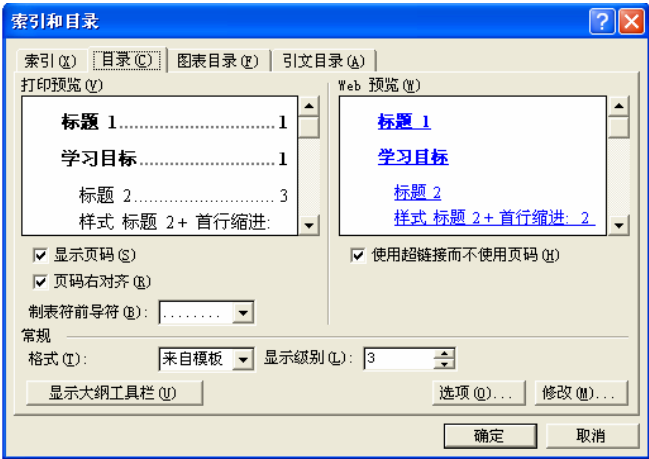 索引和目录
索引(X) 目录(C) 图表目录(F) 引文目录(A)
打印预览(V)
标题 1............................1
学习目标............................1
标题 2........................ 3
样式 标题 2+ 首行缩进:
Web 预览(W)
标题 1
学习目标
标题 2
样式 标题 2+ 首行缩进: 2
显示页码(S)
页码右对齐(R)
使用超链接而不使用页码(H)
制表符前导符(B): ........
常规
格式(T): 来自模板 显示级别(L): 3
显示大纲工具栏(U) 选项(O)... 修改(M)...
确定 取消